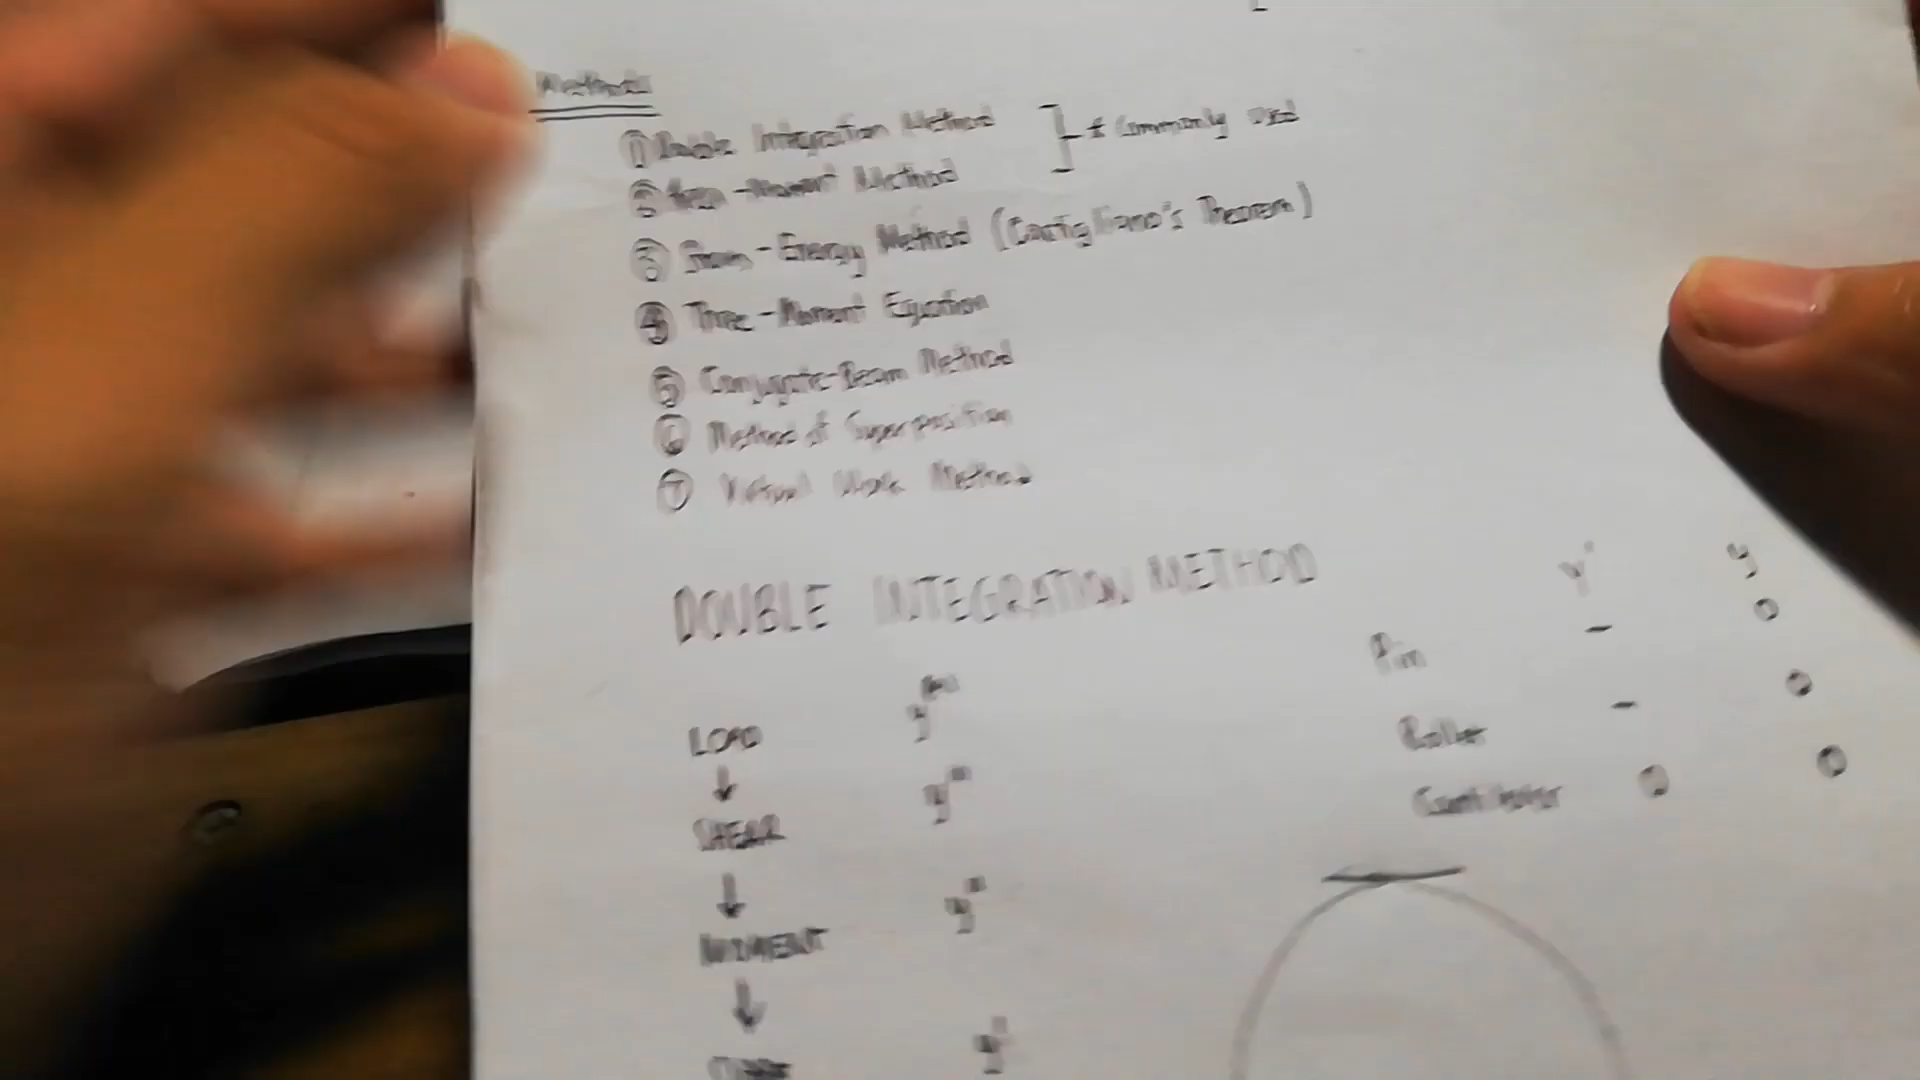 Methods
① Double Integration Method ] * Commonly used
② Area-Moment Method
③ Strain-Energy Method (Castigliano's Theorem)
④ Three-Moment Equation
⑤ Conjugate-Beam Method
⑥ Method of Superposition
⑦ Virtual Work Method
DOUBLE INTEGRATION METHOD
y' y
Pin - 0
Roller - 0
Cantilever 0 0
LOAD y''''
↓
SHEAR y'''
↓
MOMENT y''
↓
y'